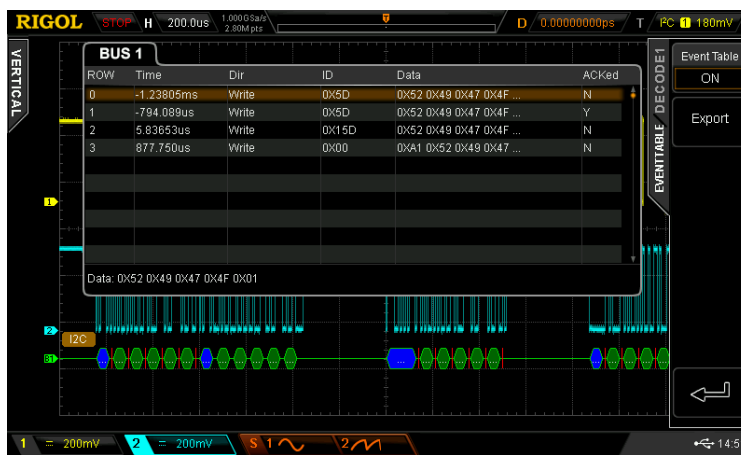 RIGOL STOP H 200.0us 1.000GSa/s 2.80Mpts D 0.00000000ps T I²C 1 180mV
VERTICAL
BUS 1
ROW Time Dir ID Data ACKed
0 -1.23805ms Write 0X5D 0X52 0X49 0X47 0X4F ... N
1 -794.089us Write 0X5D 0X52 0X49 0X47 0X4F ... Y
2 5.83653us Write 0X15D 0X52 0X49 0X47 0X4F ... N
3 877.750us Write 0X00 0XA1 0X52 0X49 0X47 ... N
Data: 0X52 0X49 0X47 0X4F 0X01
DECODE1
EVENTTABLE
Event Table
ON
Export
1
2
I2C
B1
1 = 200mV 2 = 200mV S 1 2 14:5